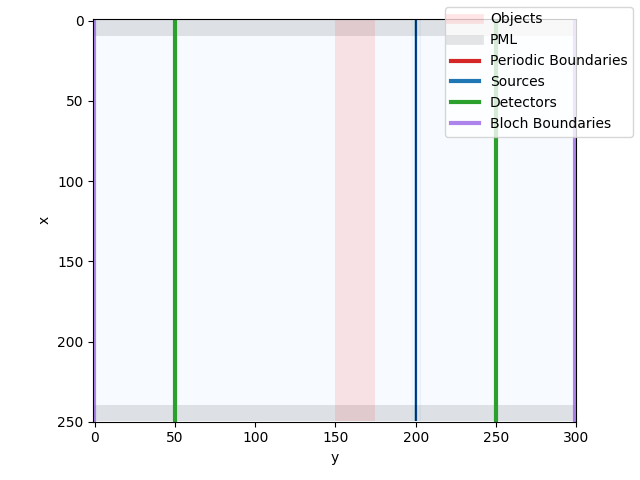 Objects
PML
Periodic Boundaries
Sources
Detectors
Bloch Boundaries
0
50
100
150
200
250
x
0
50
100
150
200
250
300
y